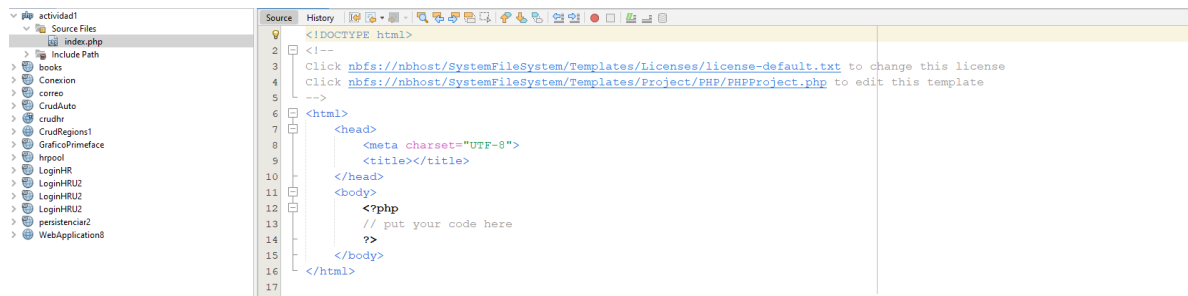 actividad1
Source Files
index.php
Include Path
books
Conexion
correo
CrudAuto
crudhr
CrudRegions1
GraficoPrimeface
hrpool
LoginHR
LoginHRU2
LoginHRU2
LoginHRU2
persistenciar2
WebApplication8
Source History
<!DOCTYPE html>
2 <!--
3 Click nbfs://nbhost/SystemFileSystem/Templates/Licenses/license-default.txt to change this license
4 Click nbfs://nbhost/SystemFileSystem/Templates/Project/PHP/PHPProject.php to edit this template
5 -->
6 <html>
7 <head>
8 <meta charset="UTF-8">
9 <title></title>
10 </head>
11 <body>
12 <?php
13 // put your code here
14 ?>
15 </body>
16 </html>
17